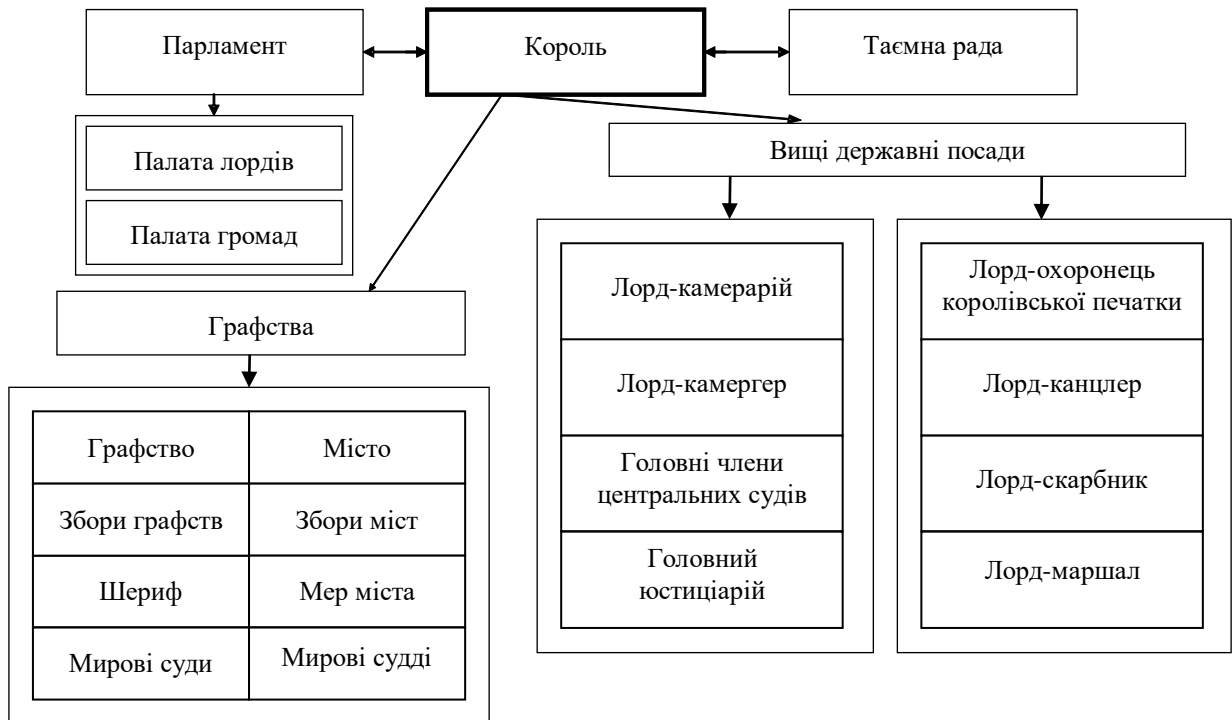 Парламент
Король
Таємна рада
Палата лордів
Палата громад
Вищі державні посади
Графства
Графство
Місто
Збори графств
Збори міст
Шериф
Мер міста
Мирові суди
Мирові судді
Лорд-камерарій
Лорд-камергер
Головні члени
центральних судів
Головний
юстиціарій
Лорд-охоронець
королівської печатки
Лорд-канцлер
Лорд-скарбник
Лорд-маршал